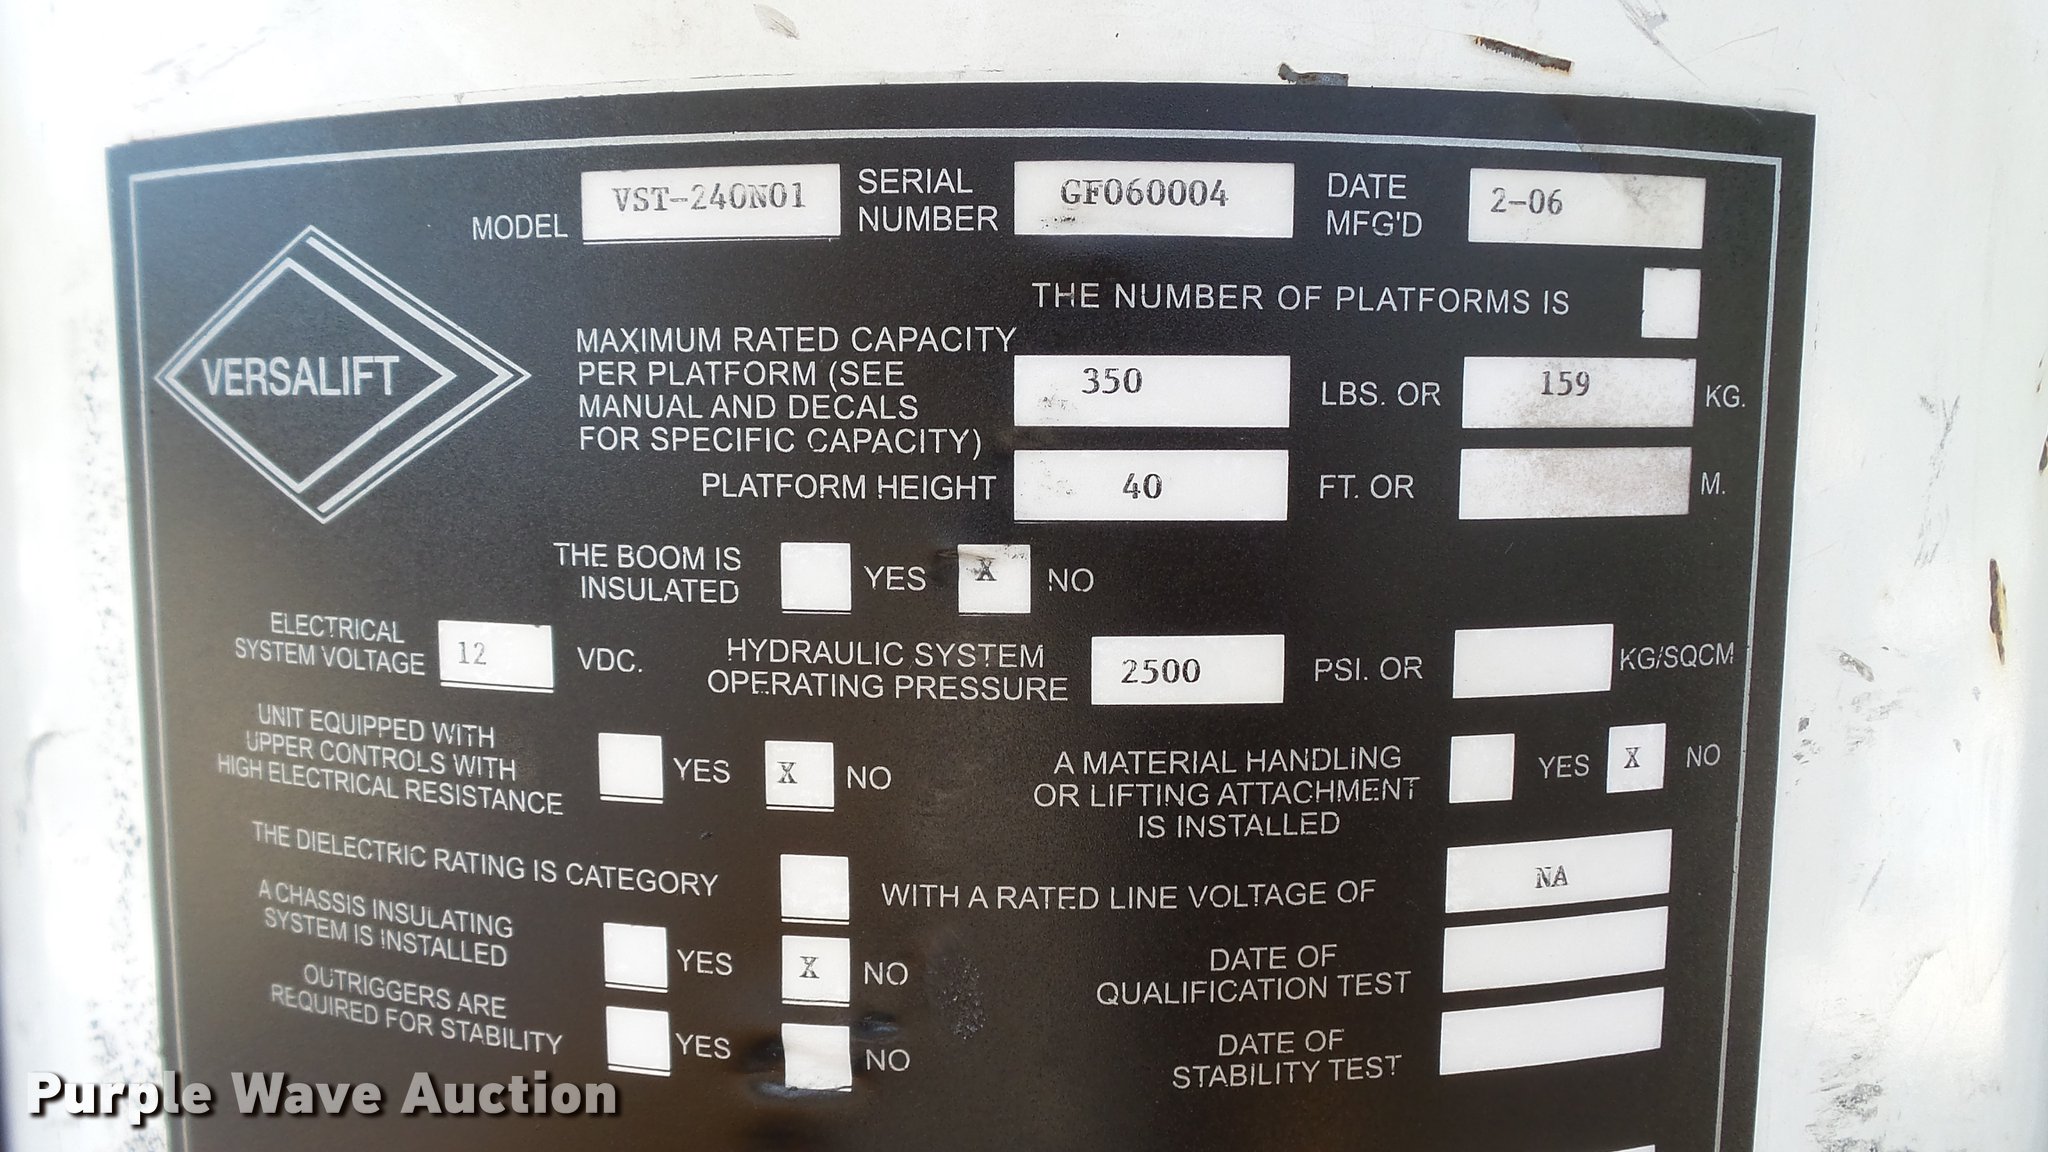 MODEL VST-240N01 SERIAL NUMBER GF060004 DATE MFG'D 2-06
THE NUMBER OF PLATFORMS IS
VERSALIFT
MAXIMUM RATED CAPACITY
PER PLATFORM (SEE
MANUAL AND DECALS
FOR SPECIFIC CAPACITY) 350 LBS. OR 159 KG.
PLATFORM HEIGHT 40 FT. OR M.
THE BOOM IS
INSULATED YES X NO
ELECTRICAL
SYSTEM VOLTAGE 12 VDC.
HYDRAULIC SYSTEM
OPERATING PRESSURE 2500 PSI. OR KG/SQCM
UNIT EQUIPPED WITH
UPPER CONTROLS WITH
HIGH ELECTRICAL RESISTANCE YES X NO
A MATERIAL HANDLING
OR LIFTING ATTACHMENT
IS INSTALLED YES X NO
THE DIELECTRIC RATING IS CATEGORY WITH A RATED LINE VOLTAGE OF NA
A CHASSIS INSULATING
SYSTEM IS INSTALLED YES X NO
DATE OF
QUALIFICATION TEST
OUTRIGGERS ARE
REQUIRED FOR STABILITY YES NO
DATE OF
STABILITY TEST
Purple Wave Auction